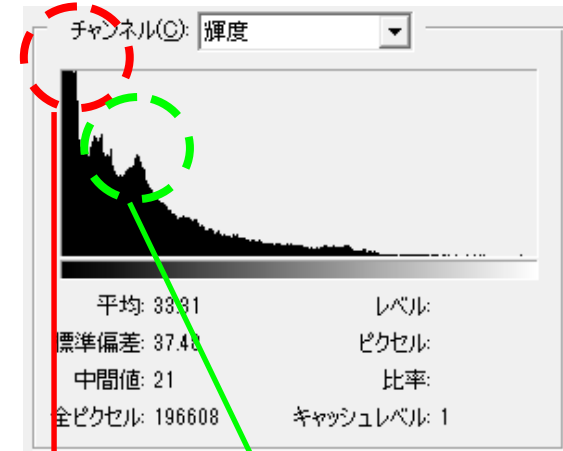 チャンネル(C): 輝度
平均: 33.31 レベル:
標準偏差: 37.48 ピクセル:
中間値: 21 比率:
全ピクセル: 196608 キャッシュレベル: 1